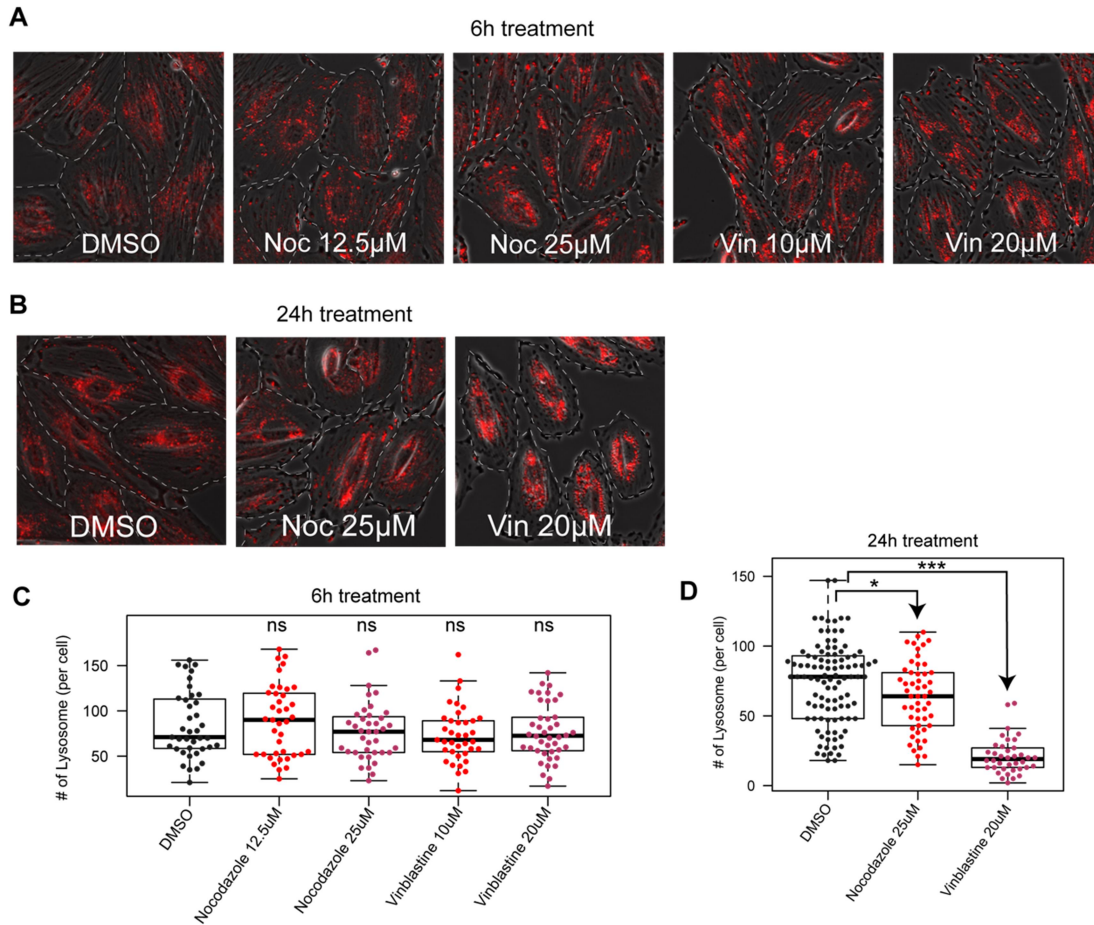 A
6h treatment
DMSO
Noc 12.5µM
Noc 25µM
Vin 10µM
Vin 20µM
B
24h treatment
DMSO
Noc 25µM
Vin 20µM
C
6h treatment
# of Lysosome (per cell)
150
100
50
ns
ns
ns
ns
DMSO
Nocodazole 12.5uM
Nocodazole 25uM
Vinblastine 10uM
Vinblastine 20uM
D
24h treatment
# of Lysosome (per cell)
150
100
50
0
*
***
DMSO
Nocodazole 25uM
Vinblastine 20uM